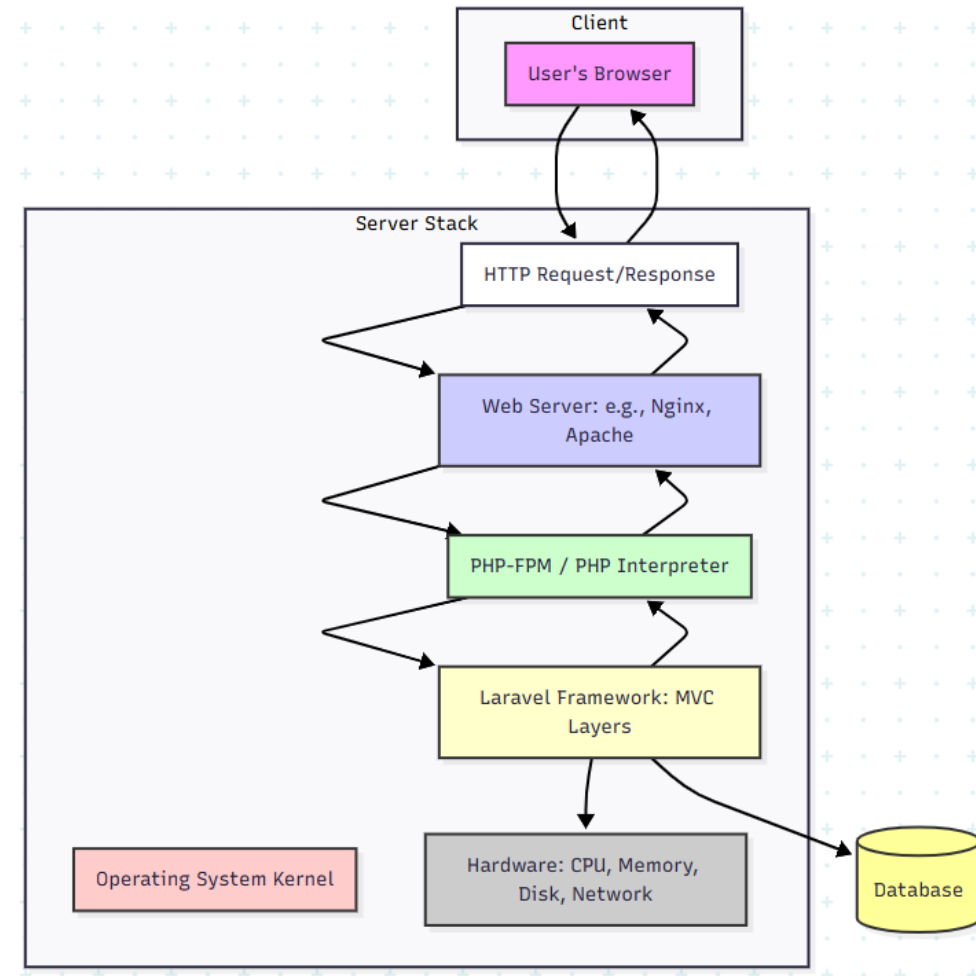 Client
User's Browser
Server Stack
HTTP Request/Response
Web Server: e.g., Nginx,
Apache
PHP-FPM / PHP Interpreter
Laravel Framework: MVC
Layers
Operating System Kernel
Hardware: CPU, Memory,
Disk, Network
Database